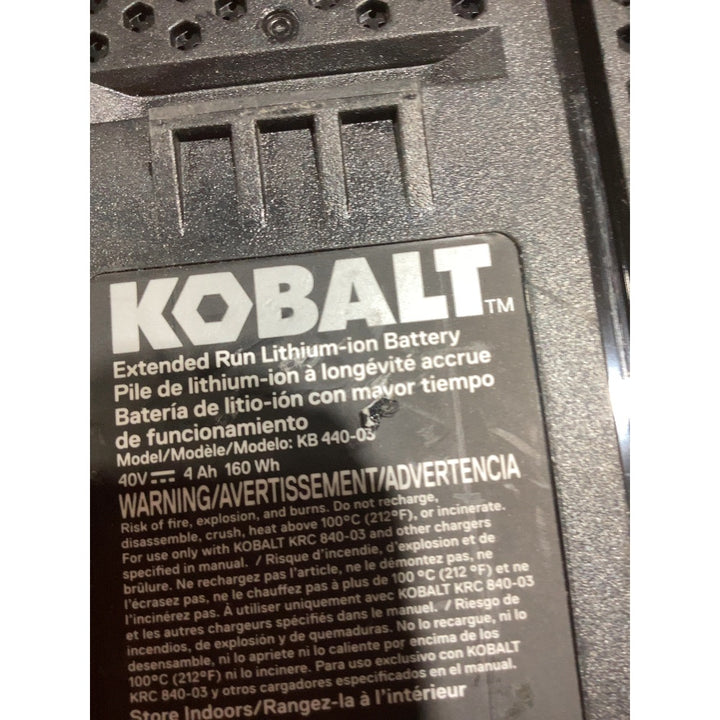 KOBALT™
Extended Run Lithium-ion Battery
Pile de lithium-ion à longévité accrue
Batería de litio-ión con mayor tiempo
de funcionamiento
Model/Modèle/Modelo: KB 440-03
40V⎓ 4 Ah 160 Wh
WARNING/AVERTISSEMENT/ADVERTENCIA
Risk of fire, explosion, and burns. Do not recharge,
disassemble, crush, heat above 100°C (212°F), or incinerate.
For use only with KOBALT KRC 840-03 and other chargers
specified in manual. / Risque d'incendie, d'explosion et de
brûlure. Ne rechargez pas l'article, ne le démontez pas, ne
l'écrasez pas, ne le chauffez pas à plus de 100 °C (212 °F) et ne
l'incinérez pas. À utiliser uniquement avec KOBALT KRC 840-03
et les autres chargeurs spécifiés dans le manuel. / Riesgo de
incendios, de explosión y de quemaduras. No lo recargue, ni lo
desensamble, ni lo apriete ni lo caliente por encima de los
100°C (212°F) ni lo incinere. Para uso exclusivo con KOBALT
KRC 840-03 y otros cargadores especificados en el manual.
Store Indoors/Rangez-la à l'intérieur